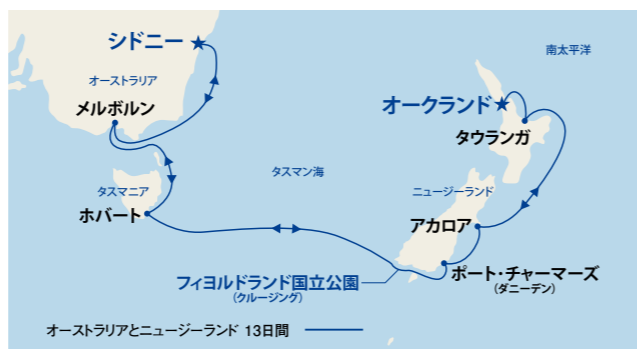 シドニー
南太平洋
オーストラリア
メルボルン
オークランド
タウランガ
タスマン海
タスマニア
ニュージーランド
ホバート
アカロア
フィヨルドランド国立公園
(クルージング)
ポート・チャーマーズ
(ダニーデン)
オーストラリアとニュージーランド 13日間